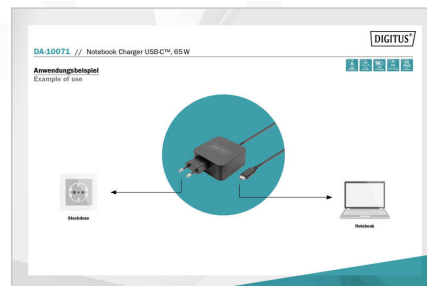 DIGITUS®
DA-10071 // Notebook Charger USB-C™, 65 W
Anwendungsbeispiel
Example of use
Steckdose
Notebook